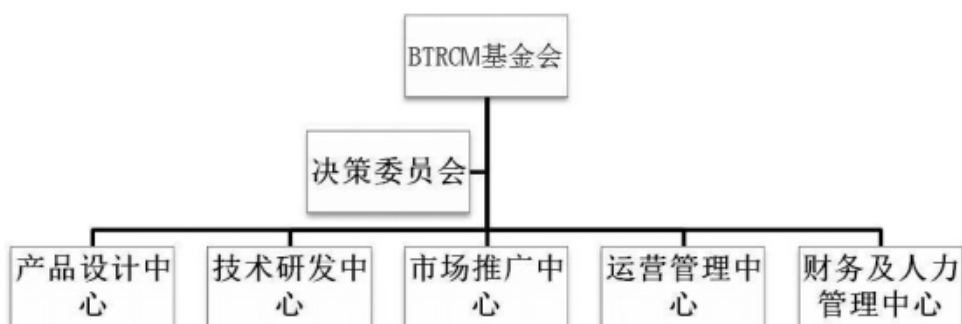 BTRCM基金会
决策委员会
产品设计中
心
技术研发中
心
市场推广中
心
运营管理中
心
财务及人力
管理中心